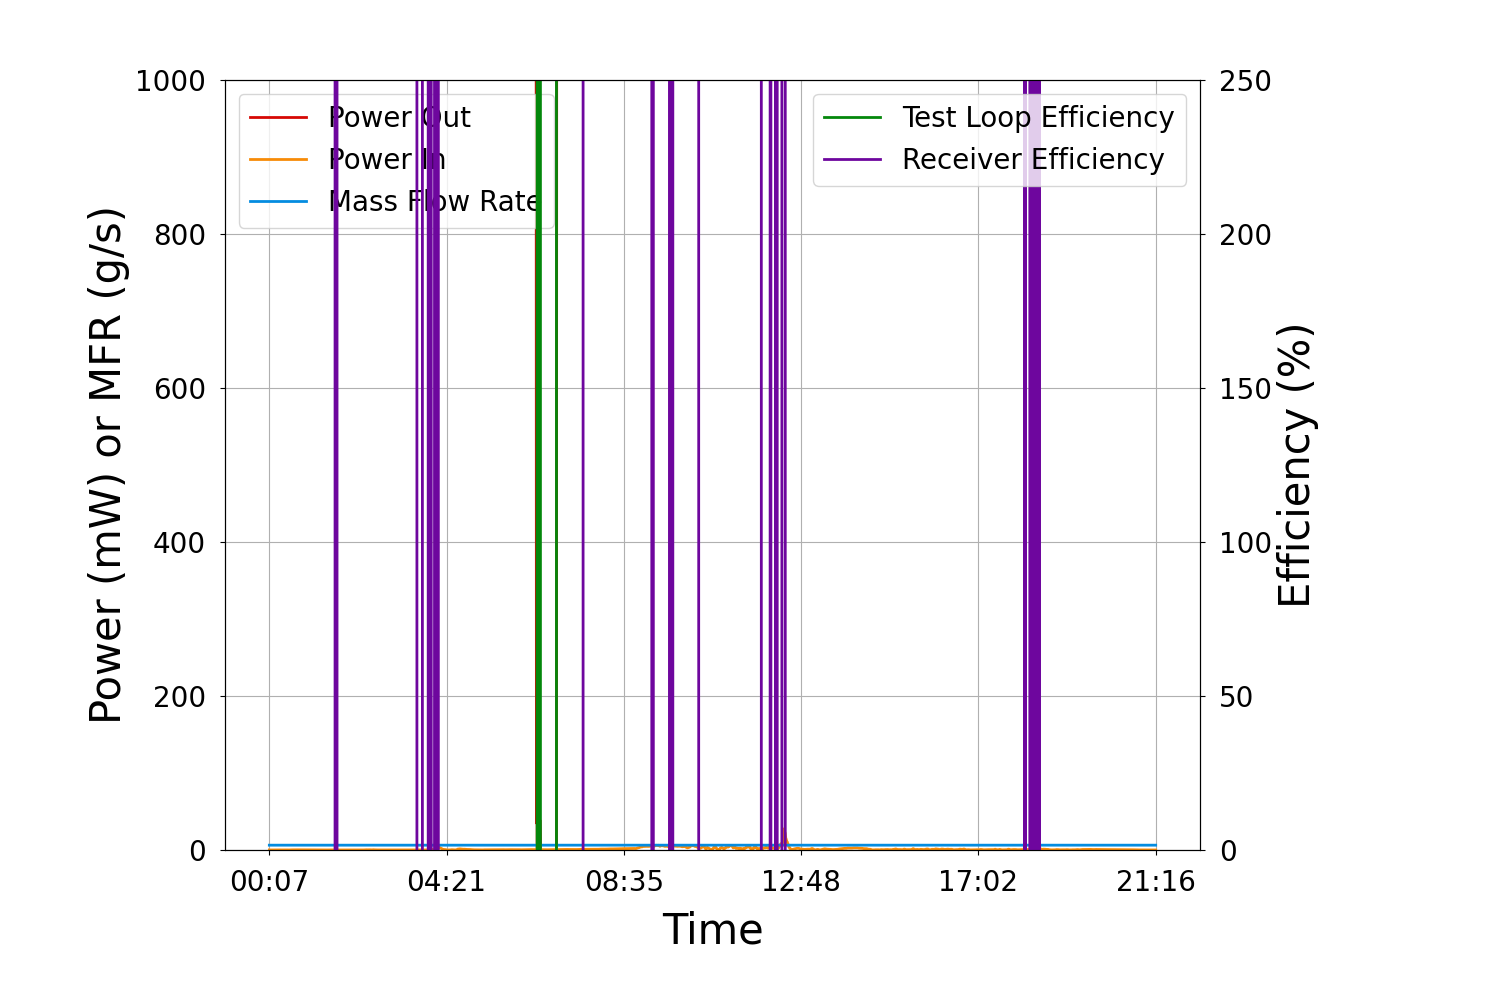 1000
800
600
400
200
0
Power (mW) or MFR (g/s)
Power Out
Power In
Mass Flow Rate
Test Loop Efficiency
Receiver Efficiency
250
200
150
100
50
0
Efficiency (%)
00:07 04:21 08:35 12:48 17:02 21:16
Time